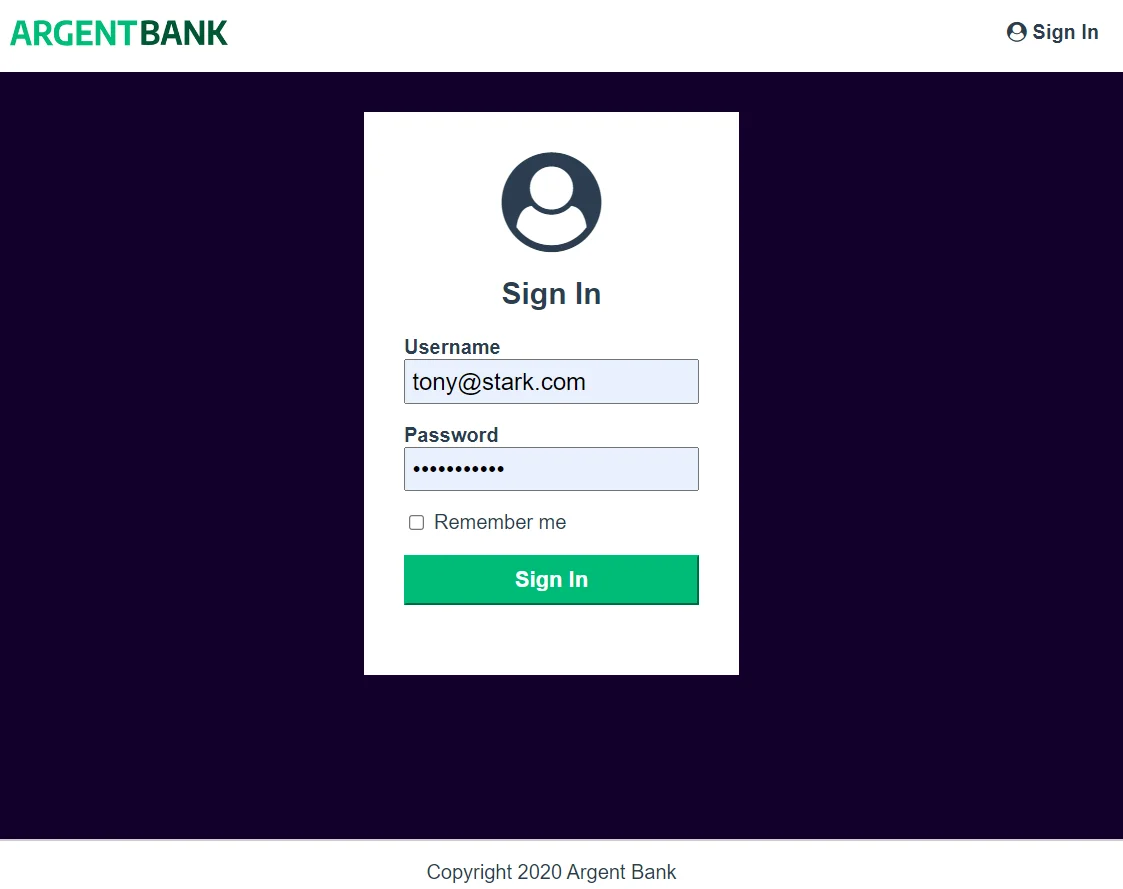 ARGENTBANK
Sign In
Sign In
Username
tony@stark.com
Password
•••••••••••
Remember me
Sign In
Copyright 2020 Argent Bank